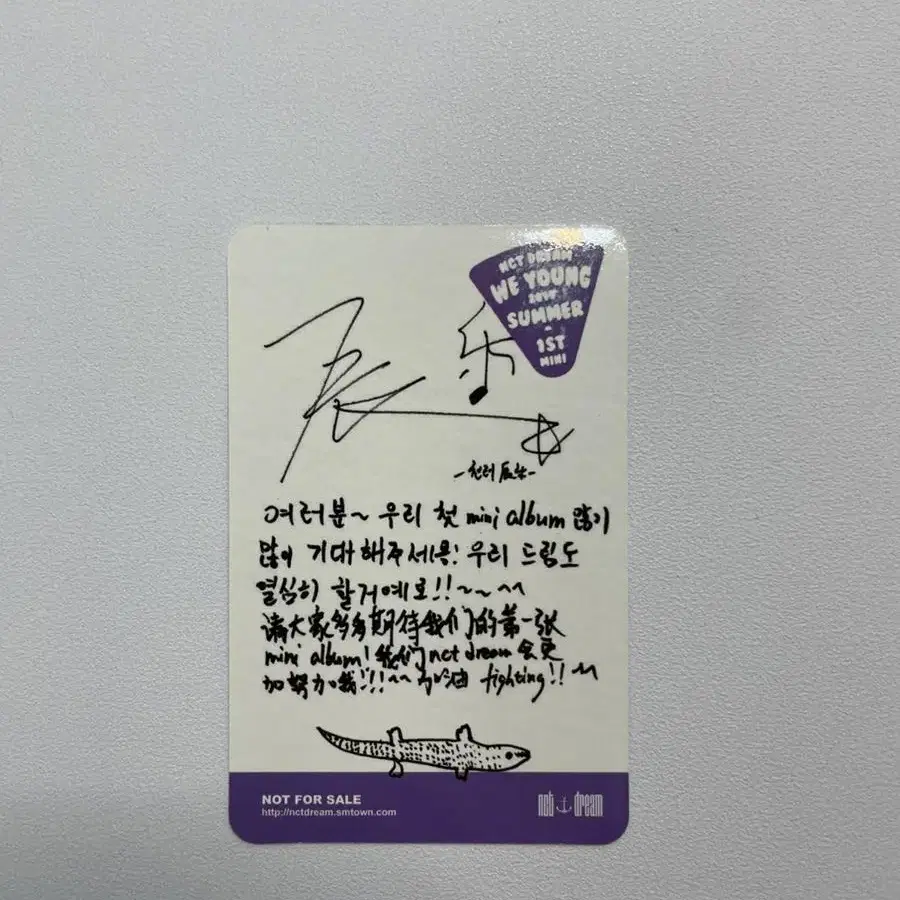 NCT DREAM
WE YOUNG
2017
SUMMER
-
1ST
MINI
辰乐
-천러 辰乐-
여러분~ 우리 첫 mini album 많이
많이 기대해주세용! 우리 드림도
열심히 할거예요!!~~^^
请大家多多期待我们的第一张
mini album! 我们 nct dream 会更
加努力哦!!!~~ 加油 fighting!! ~
NOT FOR SALE
http://nctdream.smtown.com
nct dream